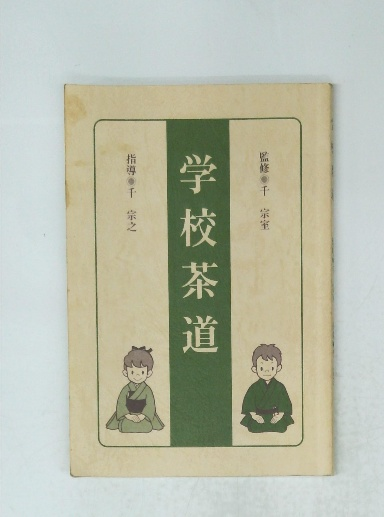 監修●千 宗室
学校茶道
指導●千 宗之